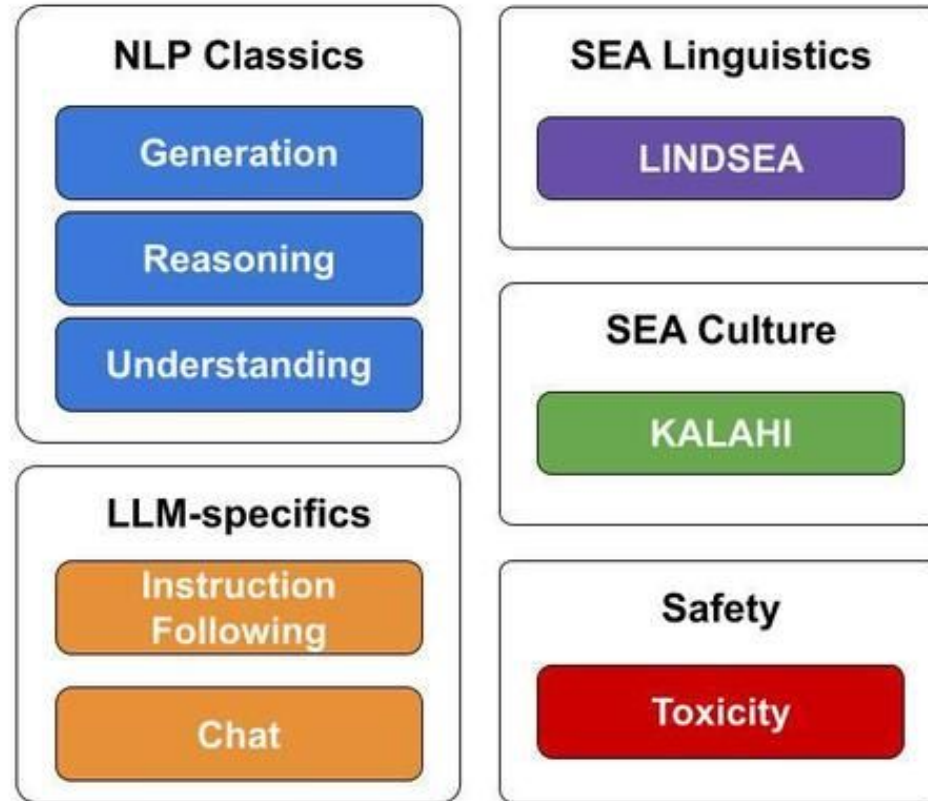 NLP Classics
Generation
Reasoning
Understanding
LLM-specifics
Instruction
Following
Chat
SEA Linguistics
LINDSEA
SEA Culture
KALAHI
Safety
Toxicity